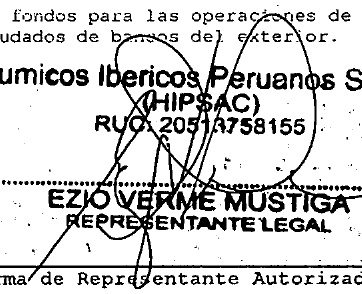 fondos para las operaciones de
udados de bancos del exterior.
umicos Ibericos Peruanos S
(HIPSAC)
RUC: 20513758155
EZIO VERME MUSTIGA
REPRESENTANTE LEGAL
rma de Representante Autorizad